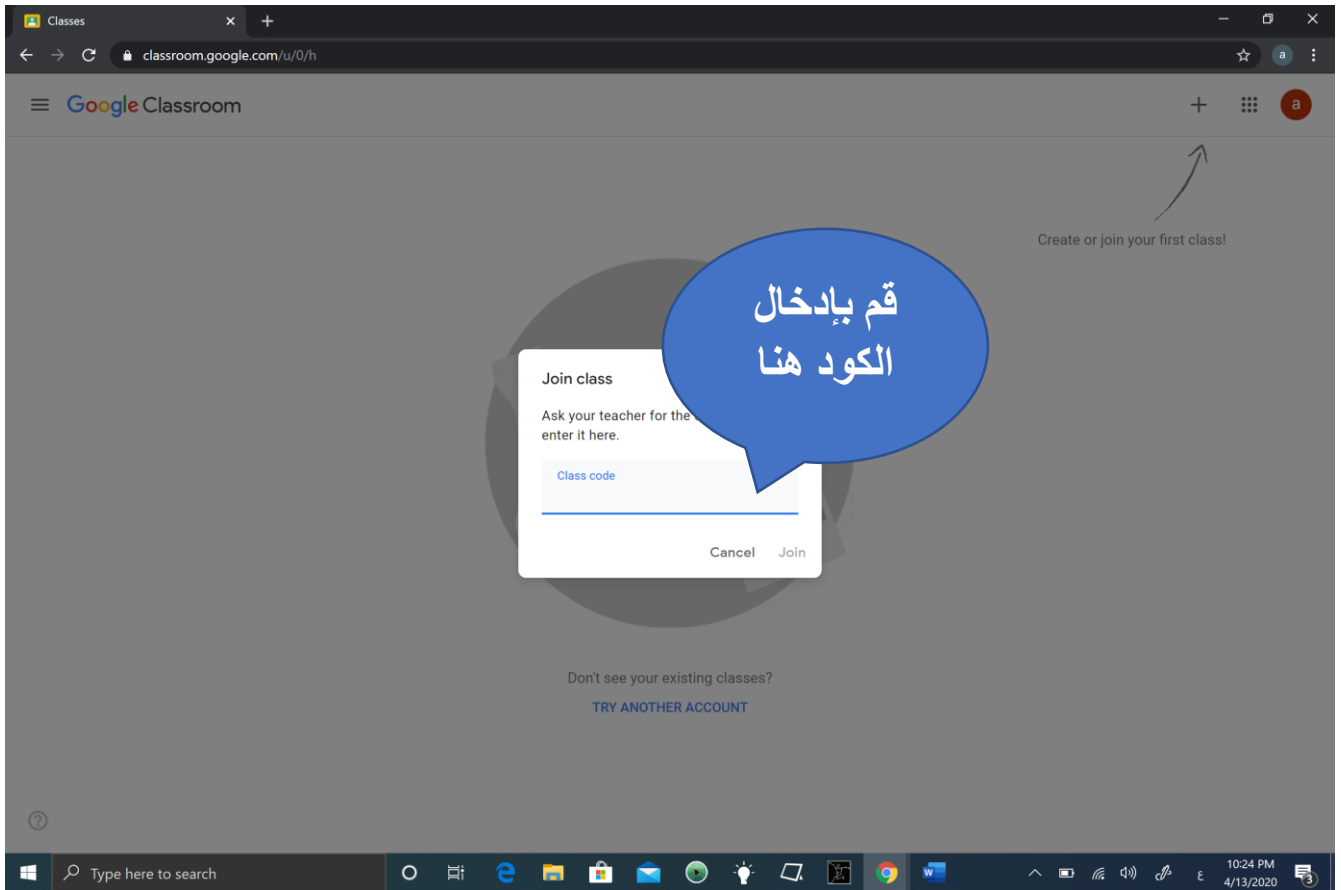 Classes
classroom.google.com/u/0/h
a
Google Classroom
a
Create or join your first class!
قم بإدخال
الكود هنا
Join class
Ask your teacher for the
enter it here.
Class code
Cancel Join
Don't see your existing classes?
TRY ANOTHER ACCOUNT
Type here to search
ع
10:24 PM
4/13/2020
3